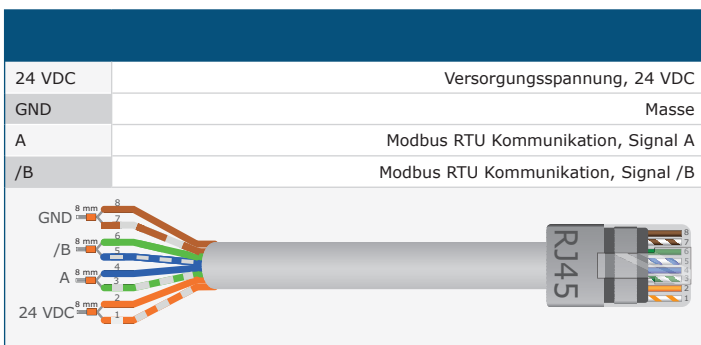 24 VDC Versorgungsspannung, 24 VDC
GND Masse
A Modbus RTU Kommunikation, Signal A
/B Modbus RTU Kommunikation, Signal /B
GND 8 mm 8
7
/B 8 mm 6
5
A 8 mm 4
3
24 VDC 8 mm 2
1
RJ45
8
7
6
5
4
3
2
1